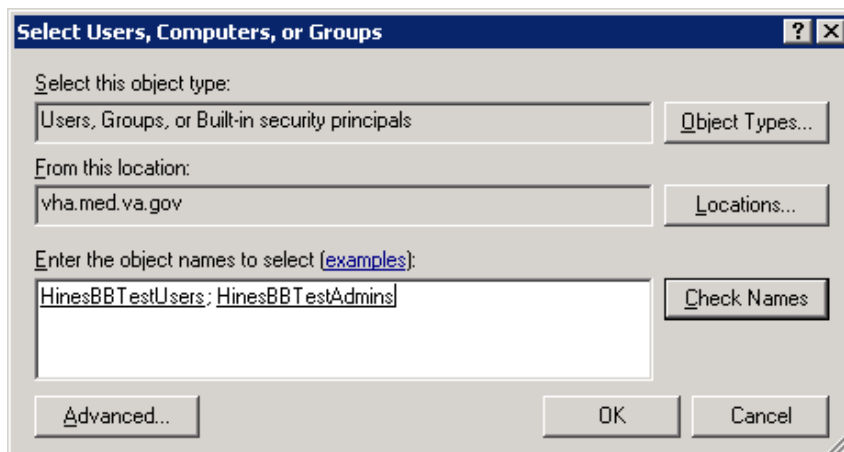 Select Users, Computers, or Groups
Select this object type:
Users, Groups, or Built-in security principals
Object Types...
From this location:
vha.med.va.gov
Locations...
Enter the object names to select (examples):
HinesBBTestUsers; HinesBBTestAdmins
Check Names
Advanced...
OK
Cancel